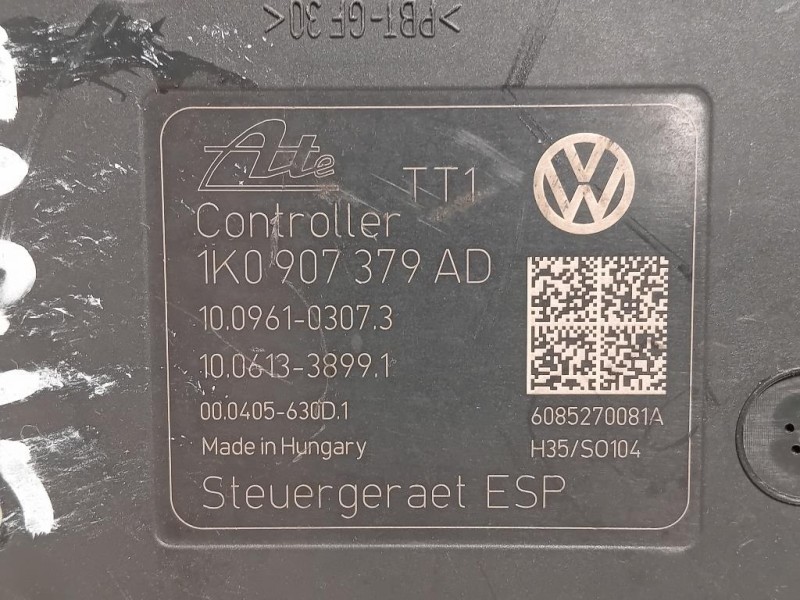 >PBT-GF30<
Ate
TT1
Controller
1K0 907 379 AD
10.0961-0307.3
10.0613-3899.1
00.0405-630D.1
6085270081A
Made in Hungary
H35/SO104
Steuergeraet ESP